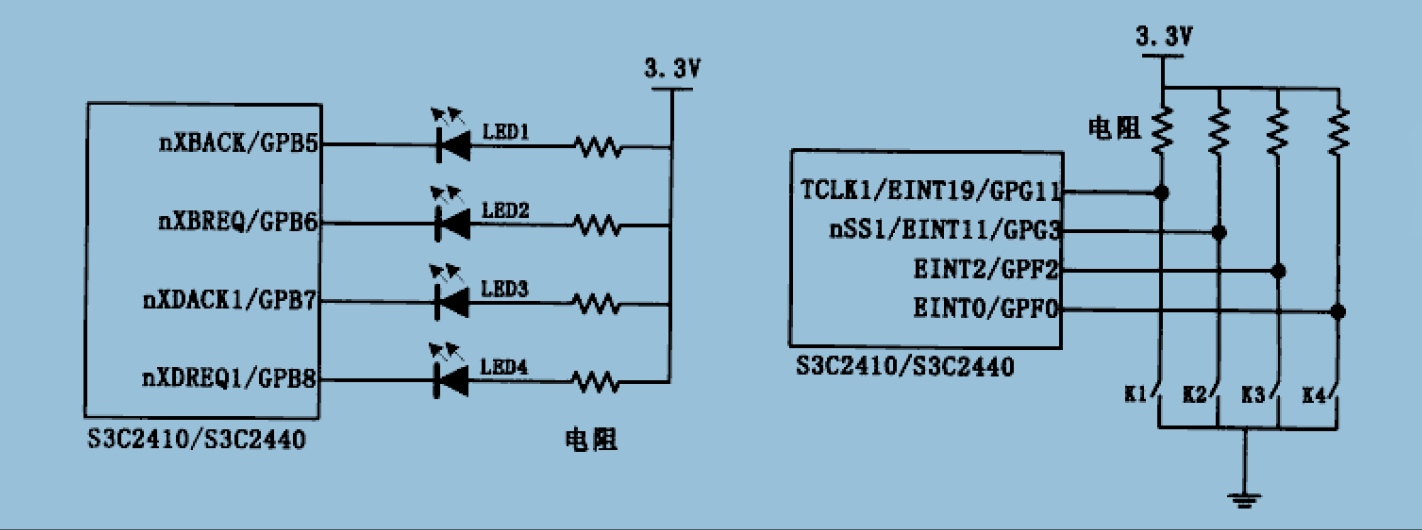 3.3V
nXBACK/GPB5
LED1
nXBREQ/GPB6
LED2
nXDACK1/GPB7
LED3
nXDREQ1/GPB8
LED4
S3C2410/S3C2440
电阻
3.3V
电阻
TCLK1/EINT19/GPG11
nSS1/EINT11/GPG3
EINT2/GPF2
EINT0/GPF0
S3C2410/S3C2440
K1 K2 K3 K4